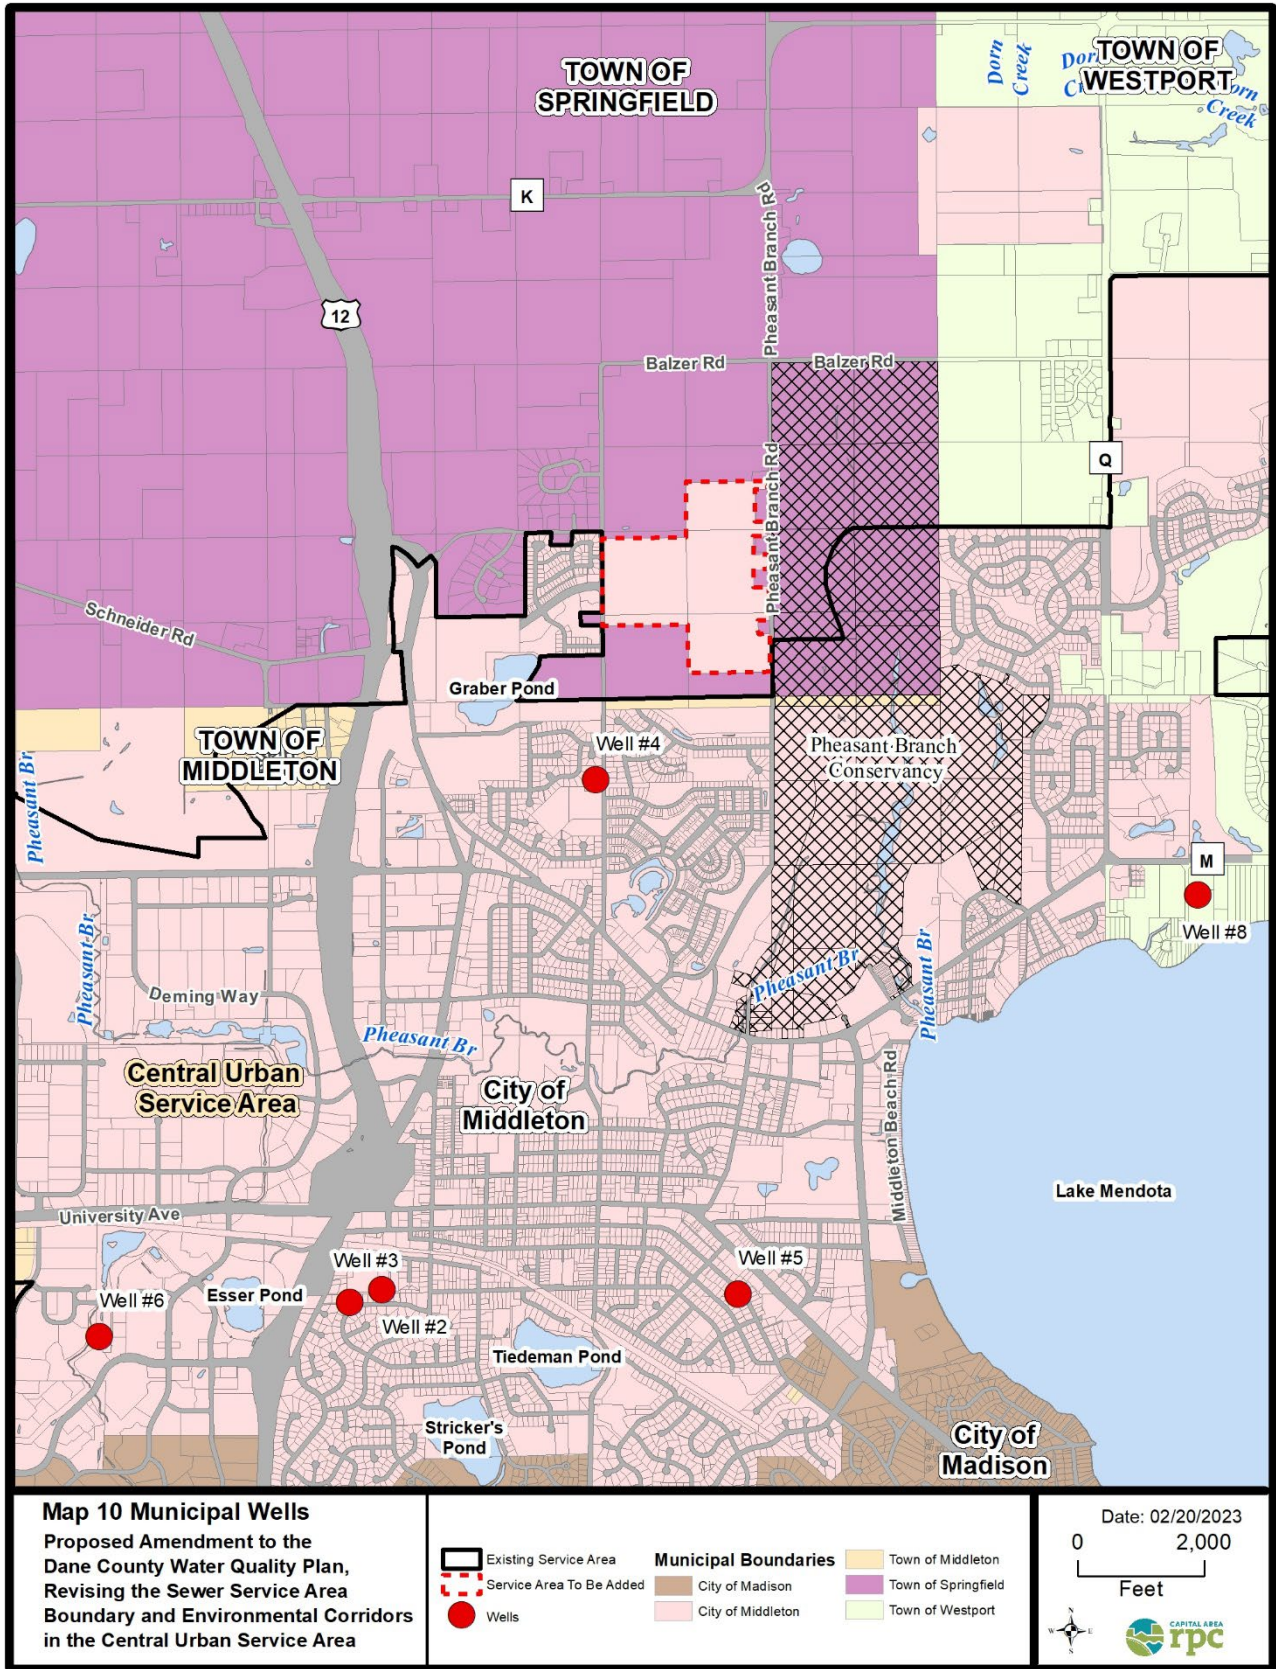 TOWN OF
SPRINGFIELD
Dorn
Creek
TOWN OF
WESTPORT
Dorn
Creek
K
Pheasant Branch Rd
12
Balzer Rd
Balzer Rd
Q
Pheasant Branch Rd
Schneider Rd
Graber Pond
TOWN OF
MIDDLETON
Well #4
Pheasant Branch
Conservancy
Pheasant Br
M
Well #8
Pheasant Br
Deming Way
Pheasant Br
Pheasant Br
Pheasant Br
Central Urban
Service Area
City of
Middleton
Middleton Beach Rd
Lake Mendota
University Ave
Well #3
Well #5
Well #6
Esser Pond
Well #2
Tiedeman Pond
Stricker's
Pond
City of
Madison
Map 10 Municipal Wells
Proposed Amendment to the
Dane County Water Quality Plan,
Revising the Sewer Service Area
Boundary and Environmental Corridors
in the Central Urban Service Area
Existing Service Area
Service Area To Be Added
Wells
Municipal Boundaries
City of Madison
City of Middleton
Town of Middleton
Town of Springfield
Town of Westport
Date: 02/20/2023
0 2,000
Feet
N
W E
S
CAPITAL AREA
rpc